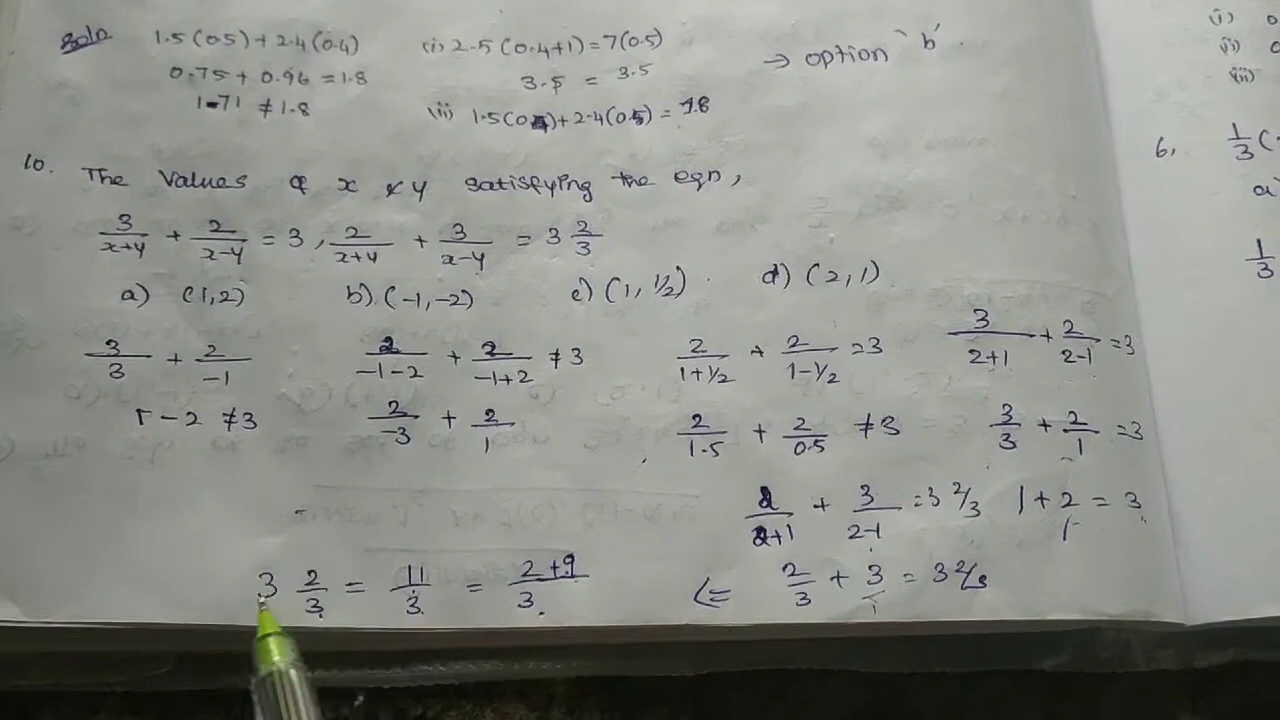 Soln 1.5(0.5)+2.4(0.4) (i) 2.5(0.4+1)=7(0.5) → option 'b'.
0.75+0.96=1.8 3.5 = 3.5
1.71 ≠ 1.8 (ii) 1.5(0.4)+2.4(0.5) = 1.8
10. The values of x & y satisfying the eqn,
3/(x+y) + 2/(x-y) = 3, 2/(x+y) + 3/(x-y) = 3 2/3
a) (1,2) b) (-1,-2) c) (1, 1/2). d) (2,1).
3/3 + 2/-1 2/(-1-2) + 2/(-1+2) ≠ 3 2/(1+1/2) + 2/(1-1/2) = 3 3/(2+1) + 2/(2-1) = 3
1-2 ≠ 3 2/-3 + 2/1 2/1.5 + 2/0.5 ≠ 3 3/3 + 2/1 = 3
2/(2+1) + 3/(2-1) = 3 2/3 1+2 = 3
3 2/3 = 11/3 = (2+9)/3 ⇐ 2/3 + 3/1 = 3 2/3
(i)
(ii)
(iii)
6. 1/3(
a)
1/3